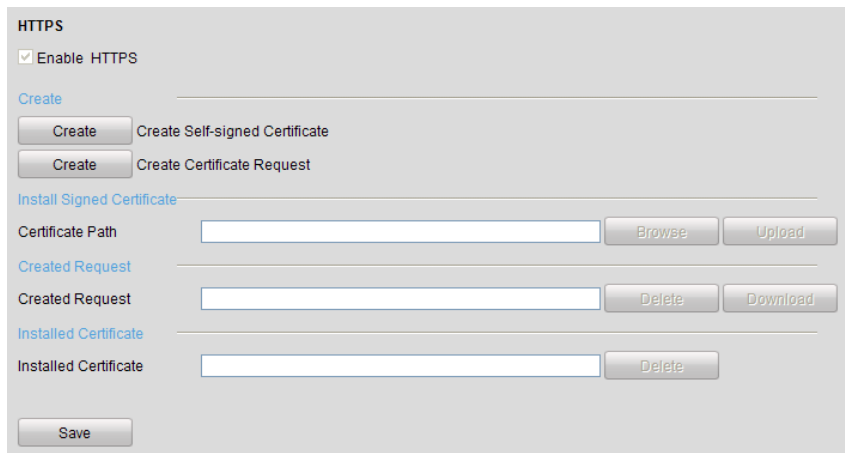 HTTPS
Enable HTTPS
Create
Create Create Self-signed Certificate
Create Create Certificate Request
Install Signed Certificate
Certificate Path Browse Upload
Created Request
Created Request Delete Download
Installed Certificate
Installed Certificate Delete
Save